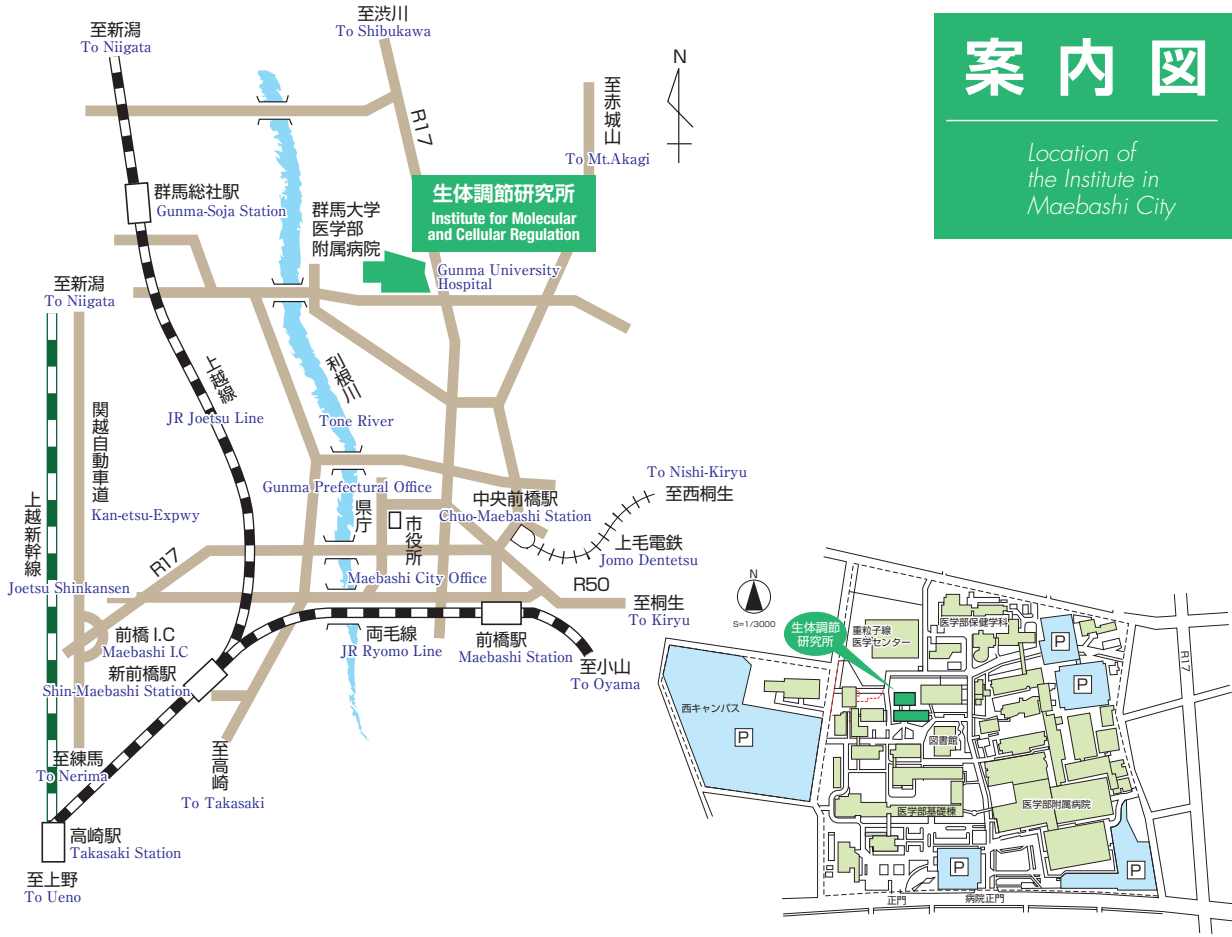 案内図
Location of
the Institute in
Maebashi City
至新潟
To Niigata
至渋川
To Shibukawa
N
R17
至赤城山
To Mt.Akagi
群馬総社駅
Gunma-Soja Station
群馬大学
医学部
附属病院
生体調節研究所
Institute for Molecular
and Cellular Regulation
Gunma University
Hospital
至新潟
To Niigata
上越線
JR Joetsu Line
利根川
Tone River
関越自動車道
Kan-etsu-Expwy
Gunma Prefectural Office
県庁
市役所
Maebashi City Office
中央前橋駅
Chuo-Maebashi Station
To Nishi-Kiryu
至西桐生
上毛電鉄
Jomo Dentetsu
上越新幹線
Joetsu Shinkansen
R17
R50
至桐生
To Kiryu
前橋 I.C
Maebashi I.C
新前橋駅
Shin-Maebashi Station
両毛線
JR Ryomo Line
前橋駅
Maebashi Station
至小山
To Oyama
至練馬
To Nerima
至高崎
To Takasaki
高崎駅
Takasaki Station
至上野
To Ueno
N
S=1/3000
生体調節
研究所
重粒子線
医学センター
医学部保健学科
P
P
R17
西キャンパス
P
図書館
医学部基礎棟
医学部附属病院
P
P
正門
病院正門